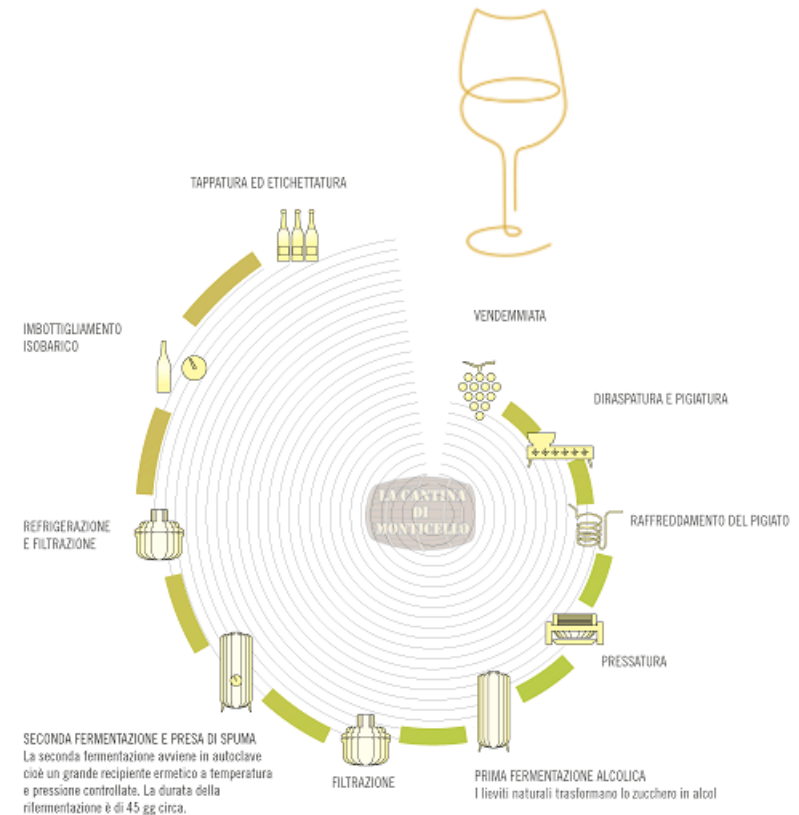 TAPPATURA ED ETICHETTATURA
VENDEMMIATA
IMBOTTIGLIAMENTO
ISOBARICO
DIRASPATURA E PIGIATURA
LA CANTINA
DI
MONTICELLO
REFRIGERAZIONE
E FILTRAZIONE
RAFFREDDAMENTO DEL PIGIATO
PRESSATURA
SECONDA FERMENTAZIONE E PRESA DI SPUMA
La seconda fermentazione avviene in autoclave
cioè un grande recipiente ermetico a temperatura
e pressione controllate. La durata della
rifermentazione è di 45 gg circa.
FILTRAZIONE
PRIMA FERMENTAZIONE ALCOLICA
I lieviti naturali trasformano lo zucchero in alcol